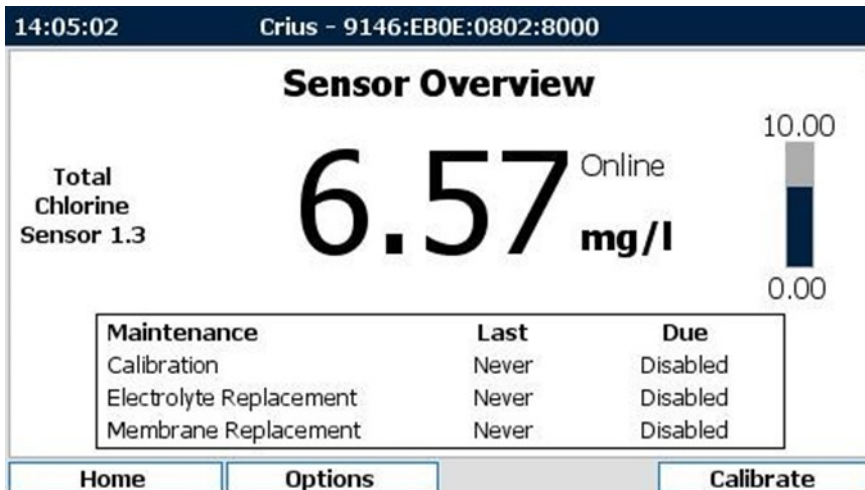 14:05:02 Crius - 9146:EB0E:0802:8000
Sensor Overview
Total
Chlorine
Sensor 1.3
6.57
Online
mg/l
10.00
0.00
Maintenance Last Due
Calibration Never Disabled
Electrolyte Replacement Never Disabled
Membrane Replacement Never Disabled
Home Options Calibrate